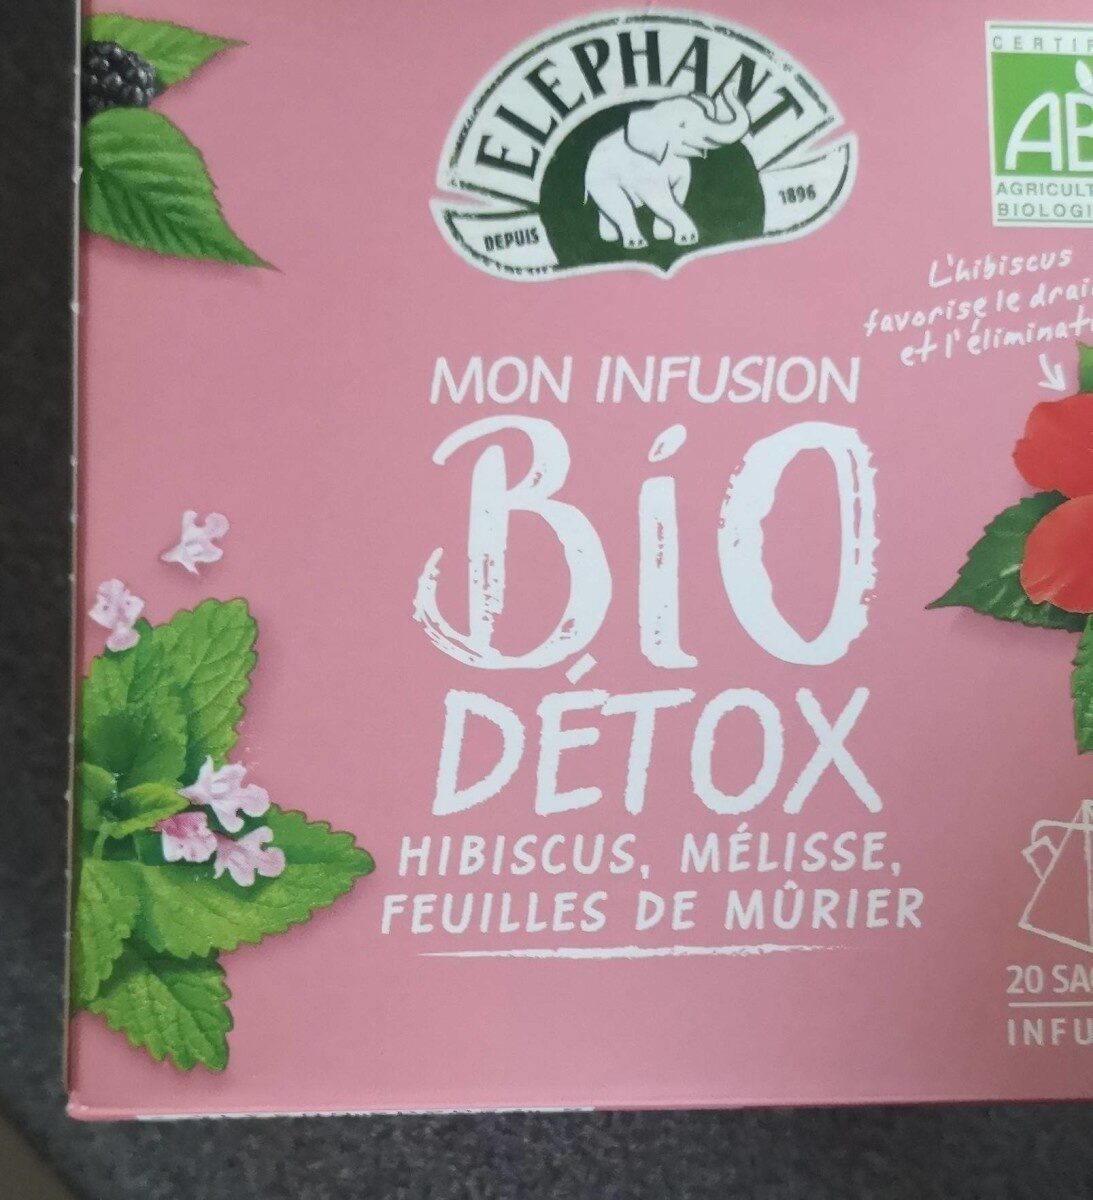 ELEPHANT
DEPUIS 1896
CERTIF
AB
AGRICULT
BIOLOGI
L'hibiscus
favorise le drai
et l'éliminat
MON INFUSION
BiO
DÉTOX
HIBISCUS, MÉLISSE,
FEUILLES DE MÛRIER
20 SA
INFU